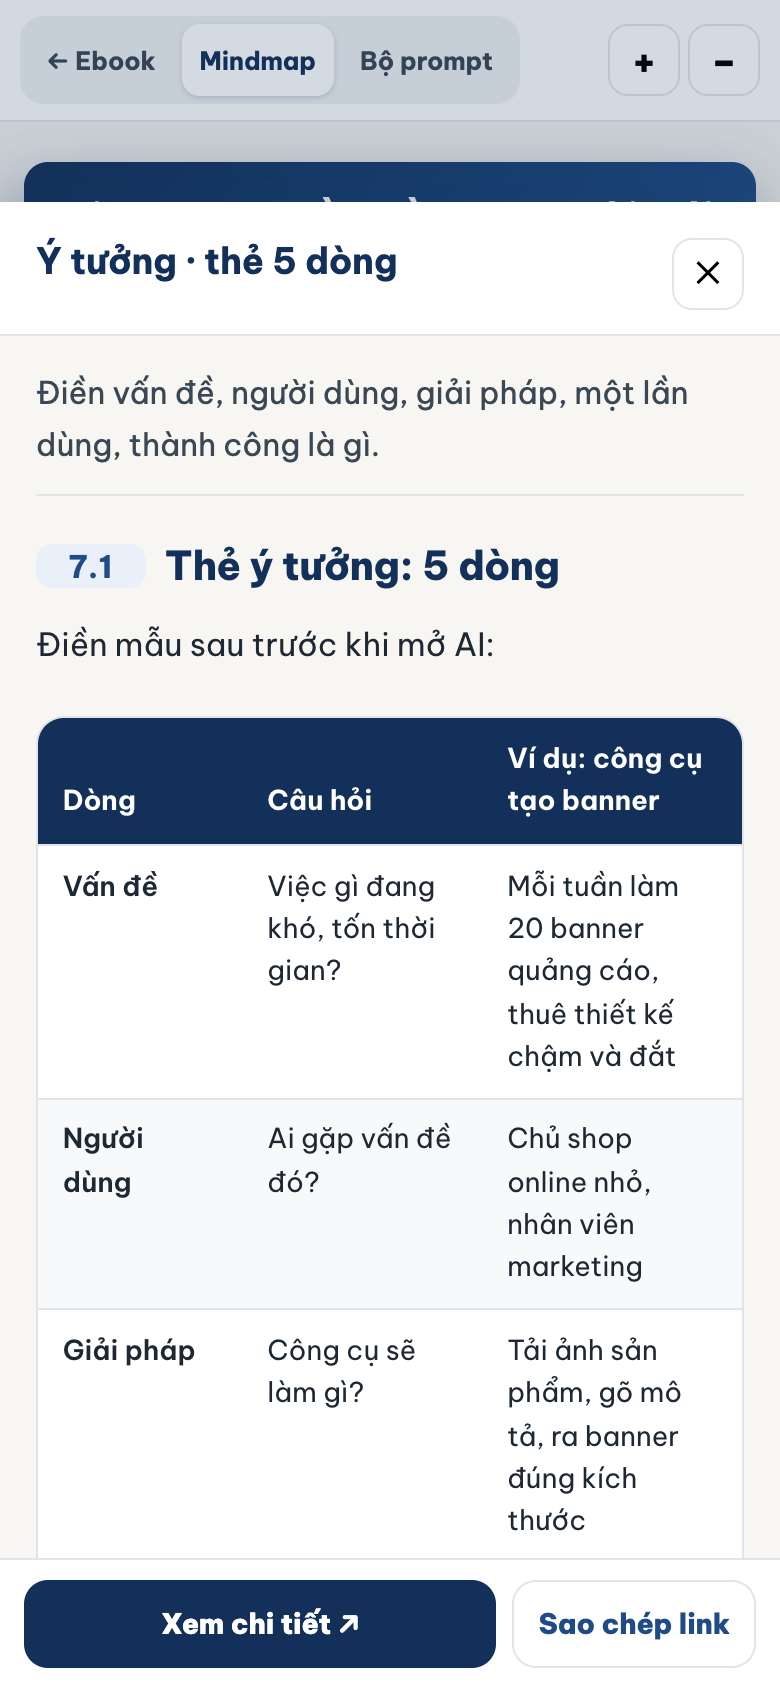 ← Ebook Mindmap Bộ prompt + −
Ý tưởng · thẻ 5 dòng ×
Điền vấn đề, người dùng, giải pháp, một lần
dùng, thành công là gì.
7.1 Thẻ ý tưởng: 5 dòng
Điền mẫu sau trước khi mở AI:
Dòng Câu hỏi Ví dụ: công cụ
tạo banner
Vấn đề
Việc gì đang
khó, tốn thời
gian?
Mỗi tuần làm
20 banner
quảng cáo,
thuê thiết kế
chậm và đắt
Người
dùng
Ai gặp vấn đề
đó?
Chủ shop
online nhỏ,
nhân viên
marketing
Giải pháp
Công cụ sẽ
làm gì?
Tải ảnh sản
phẩm, gõ mô
tả, ra banner
đúng kích
thước
Xem chi tiết ↗ Sao chép link